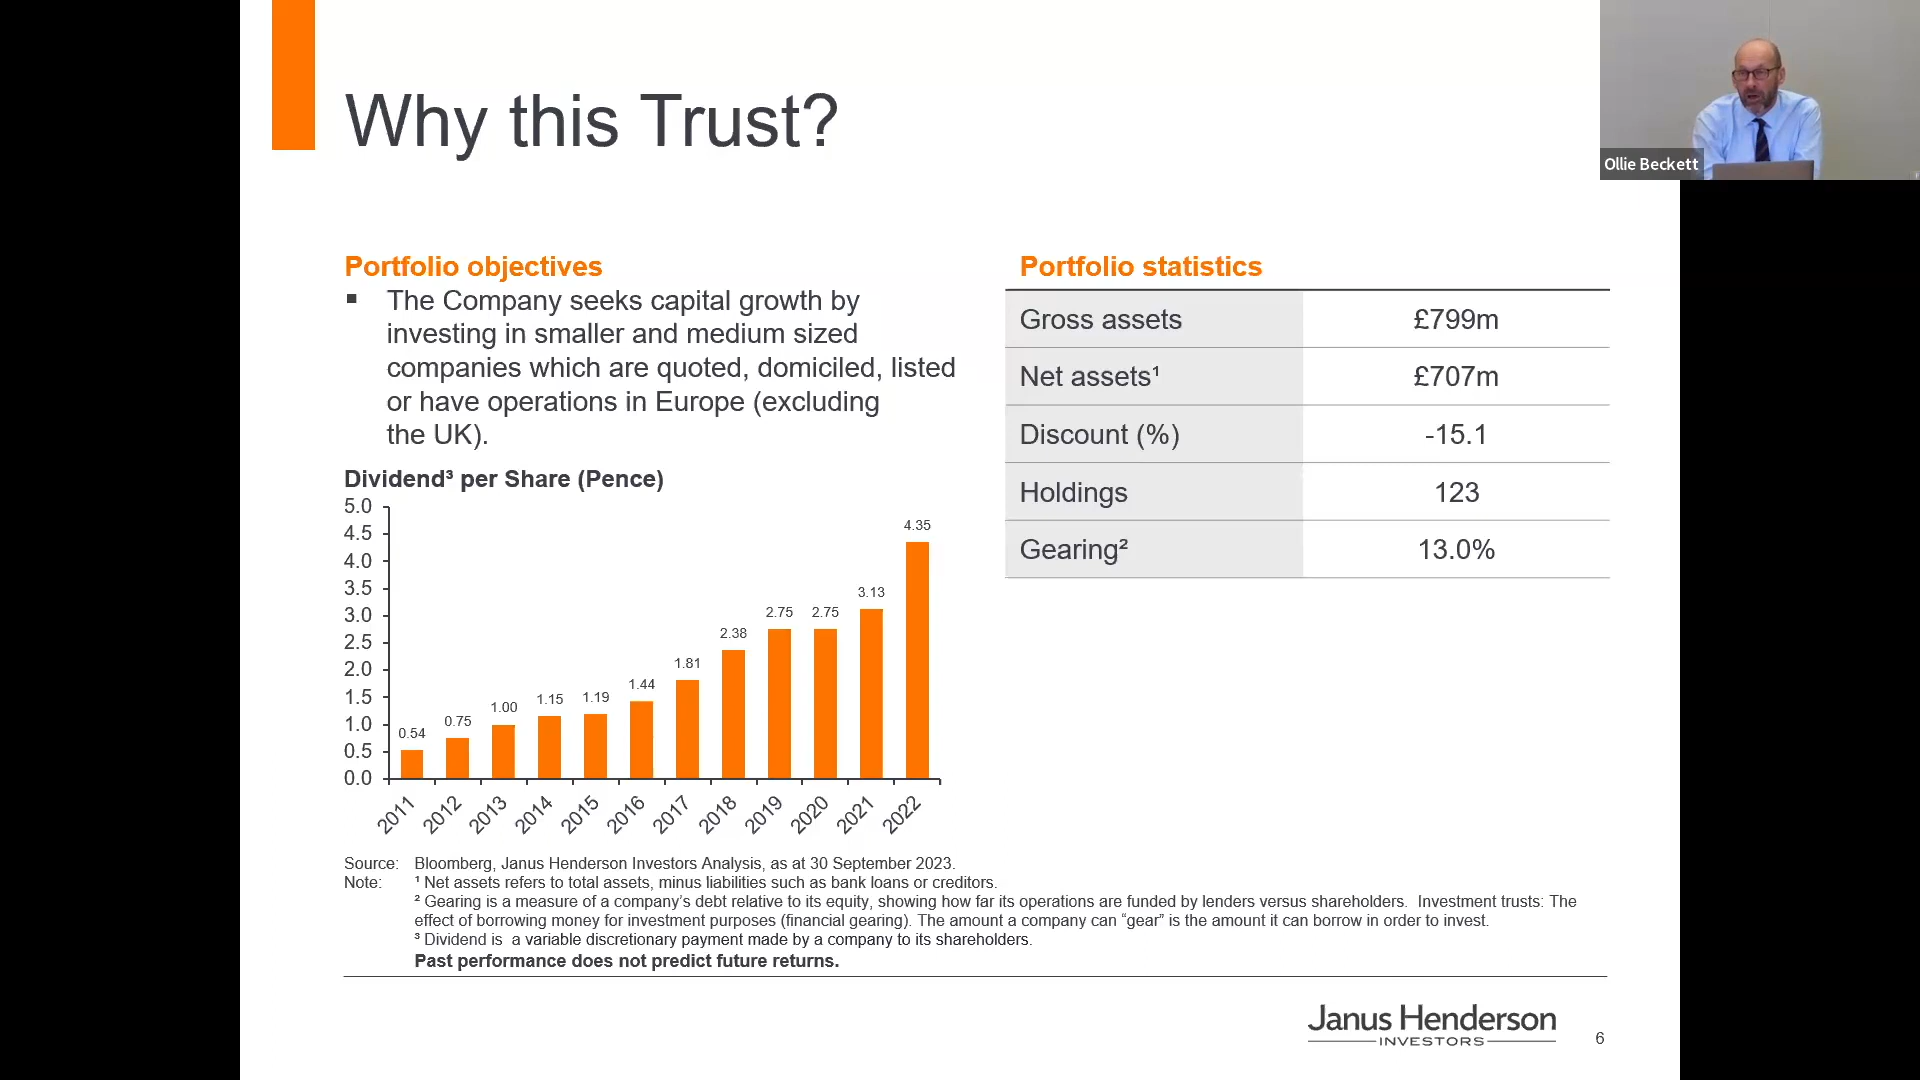 Why this Trust?
Ollie Beckett
Portfolio objectives
▪ The Company seeks capital growth by
investing in smaller and medium sized
companies which are quoted, domiciled, listed
or have operations in Europe (excluding
the UK).
Dividend³ per Share (Pence)
5.0
4.5
4.0
3.5
3.0
2.5
2.0
1.5
1.0
0.5
0.0
0.54
0.75
1.00
1.15
1.19
1.44
1.81
2.38
2.75
2.75
3.13
4.35
2011
2012
2013
2014
2015
2016
2017
2018
2019
2020
2021
2022
Portfolio statistics
Gross assets £799m
Net assets¹ £707m
Discount (%) -15.1
Holdings 123
Gearing² 13.0%
Source: Bloomberg, Janus Henderson Investors Analysis, as at 30 September 2023.
Note: ¹ Net assets refers to total assets, minus liabilities such as bank loans or creditors.
² Gearing is a measure of a company’s debt relative to its equity, showing how far its operations are funded by lenders versus shareholders. Investment trusts: The
effect of borrowing money for investment purposes (financial gearing). The amount a company can “gear” is the amount it can borrow in order to invest.
³ Dividend is a variable discretionary payment made by a company to its shareholders.
Past performance does not predict future returns.
Janus Henderson
INVESTORS
6